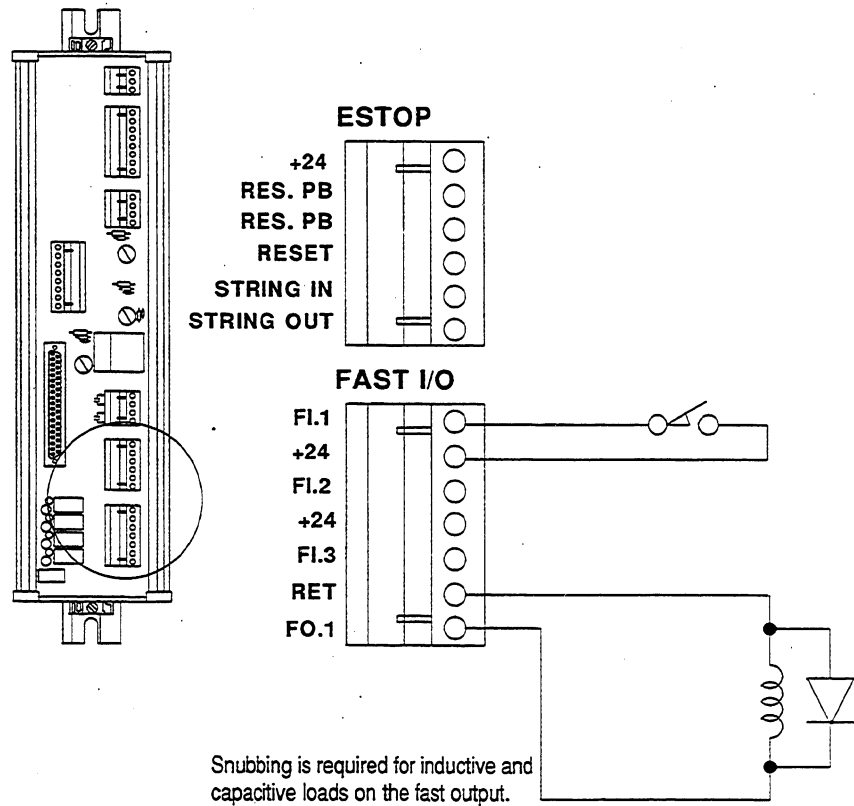 ESTOP
+24
RES. PB
RES. PB
RESET
STRING IN
STRING OUT
FAST I/O
FI.1
+24
FI.2
+24
FI.3
RET
FO.1
Snubbing is required for inductive and
capacitive loads on the fast output.